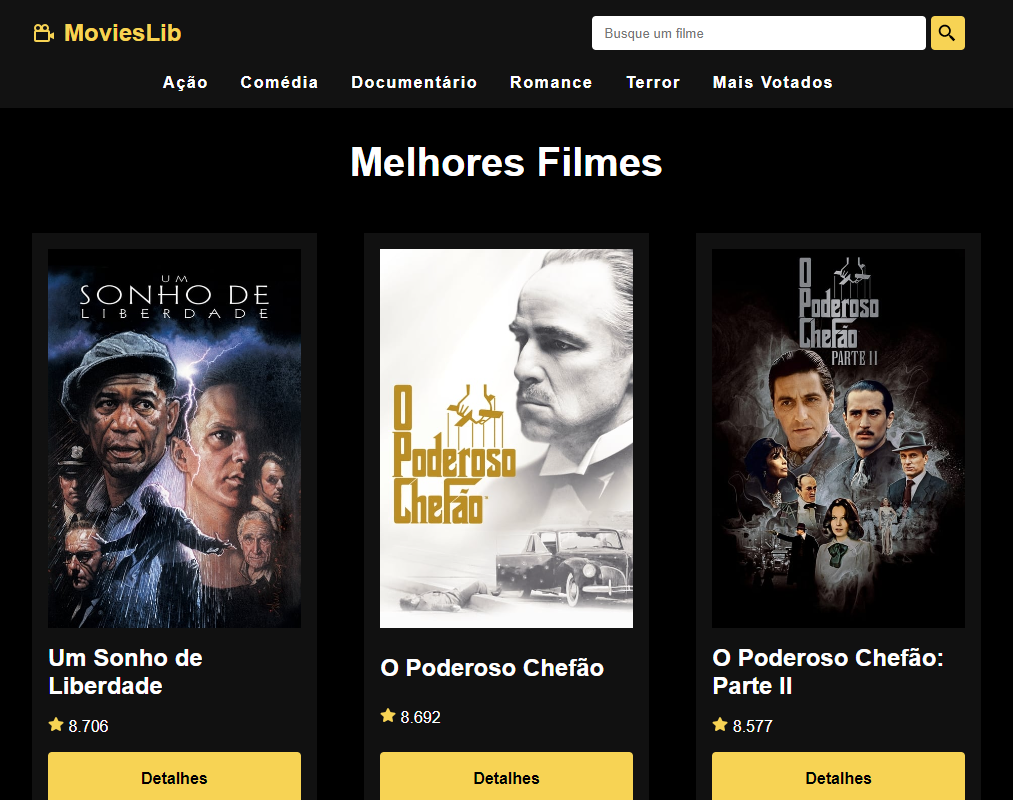 MoviesLib
Busque um filme
Ação Comédia Documentário Romance Terror Mais Votados
Melhores Filmes
UM
SONHO DE
LIBERDADE
O
Poderoso
Chefão
O
Poderoso
Chefão
PARTE II
Um Sonho de
Liberdade
8.706
Detalhes
O Poderoso Chefão
8.692
Detalhes
O Poderoso Chefão:
Parte II
8.577
Detalhes